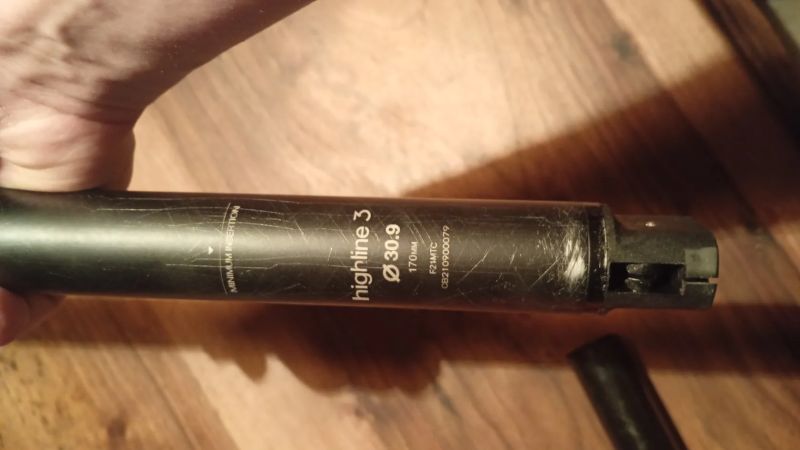 MINIMUM INSERTION
highline 3
Ø 30.9
170MM
F21MTC
CB210900079